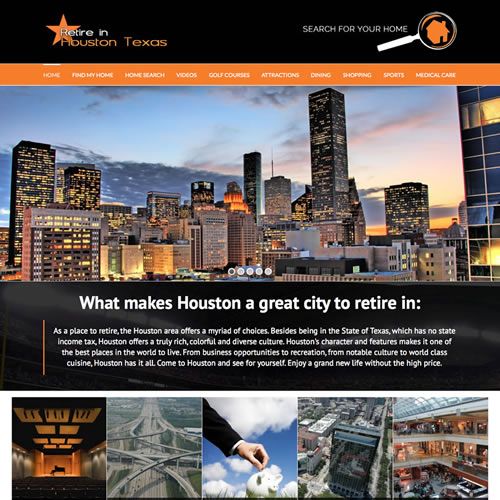 Retire in
Houston Texas
SEARCH FOR YOUR HOME
HOME FIND MY HOME HOME SEARCH VIDEOS GOLF COURSES ATTRACTIONS DINING SHOPPING SPORTS MEDICAL CARE
What makes Houston a great city to retire in:
As a place to retire, the Houston area offers a myriad of choices. Besides being in the State of Texas, which has no state
income tax, Houston offers a truly rich, colorful and diverse culture. Houston's character and features makes it one of
the best places in the world to live. From business opportunities to recreation, from notable culture to world class
cuisine, Houston has it all. Come to Houston and see for yourself. Enjoy a grand new life without the high price.